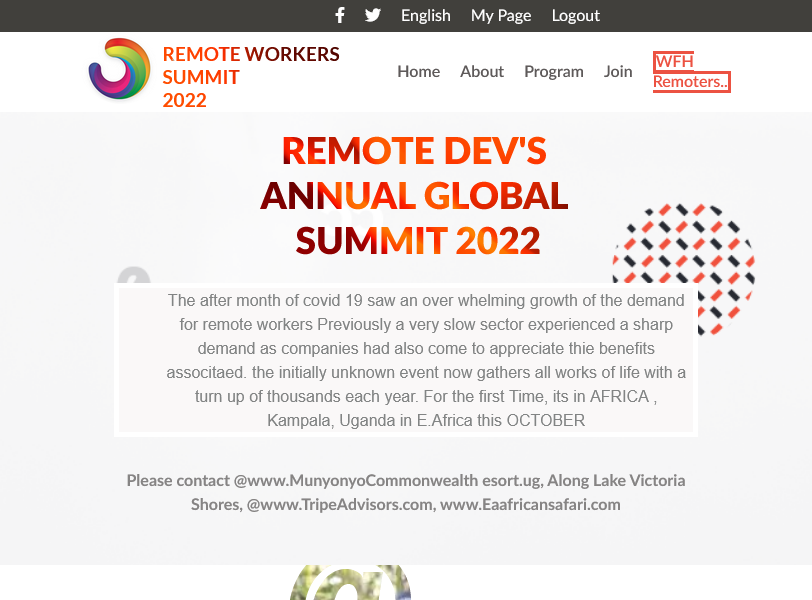 English My Page Logout
REMOTE WORKERS
SUMMIT
2022
Home About Program Join WFH
Remoters..
REMOTE DEV'S
ANNUAL GLOBAL
SUMMIT 2022
The after month of covid 19 saw an over whelming growth of the demand
for remote workers Previously a very slow sector experienced a sharp
demand as companies had also come to appreciate thie benefits
associtaed. the initially unknown event now gathers all works of life with a
turn up of thousands each year. For the first Time, its in AFRICA ,
Kampala, Uganda in E.Africa this OCTOBER
Please contact @www.MunyonyoCommonwealth esort.ug, Along Lake Victoria
Shores, @www.TripeAdvisors.com, www.Eaafricansafari.com